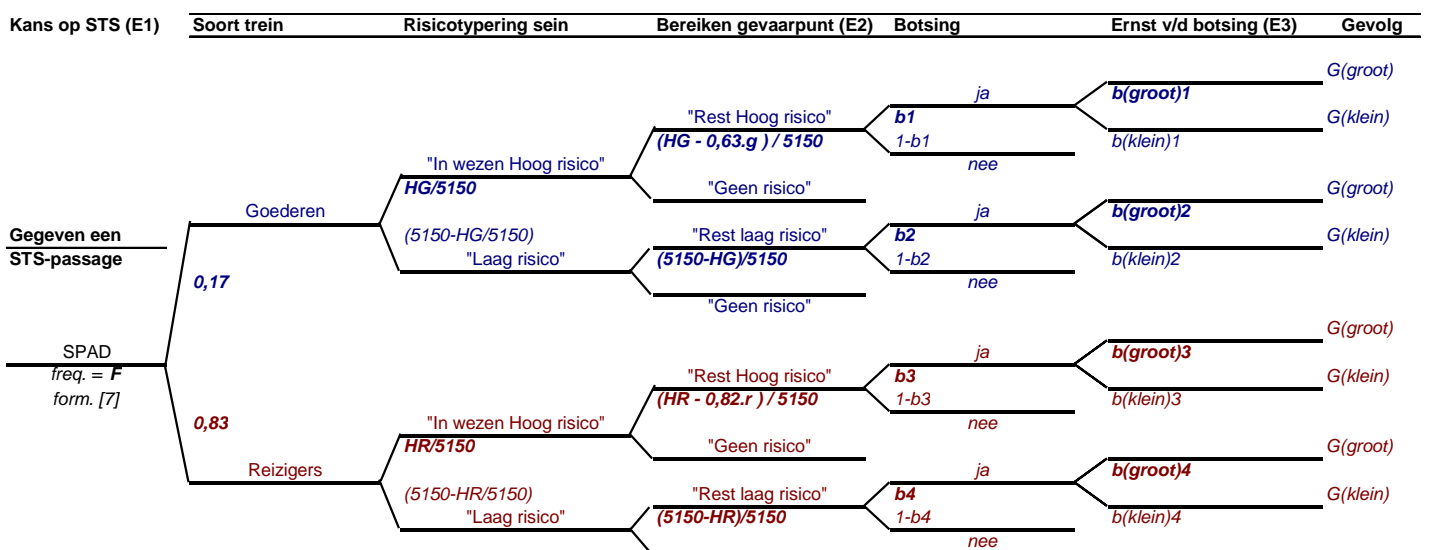 Kans op STS (E1) Soort trein Risicotypering sein Bereiken gevaarpunt (E2) Botsing Ernst v/d botsing (E3) Gevolg
G(groot)
ja b(groot)1
"Rest Hoog risico" b1 G(klein)
(HG - 0,63.g ) / 5150 1-b1 b(klein)1
"In wezen Hoog risico" nee
HG/5150 "Geen risico" G(groot)
Goederen ja b(groot)2
Gegeven een (5150-HG/5150) "Rest laag risico" b2 G(klein)
STS-passage "Laag risico" (5150-HG)/5150 1-b2 b(klein)2
0,17 nee
"Geen risico"
G(groot)
SPAD ja b(groot)3
freq. = F "Rest Hoog risico" b3 G(klein)
form. [7] (HR - 0,82.r ) / 5150 1-b3 b(klein)3
0,83 "In wezen Hoog risico" nee
HR/5150 "Geen risico" G(groot)
Reizigers ja b(groot)4
(5150-HR/5150) "Rest laag risico" b4 G(klein)
"Laag risico" (5150-HR)/5150 1-b4 b(klein)4
nee